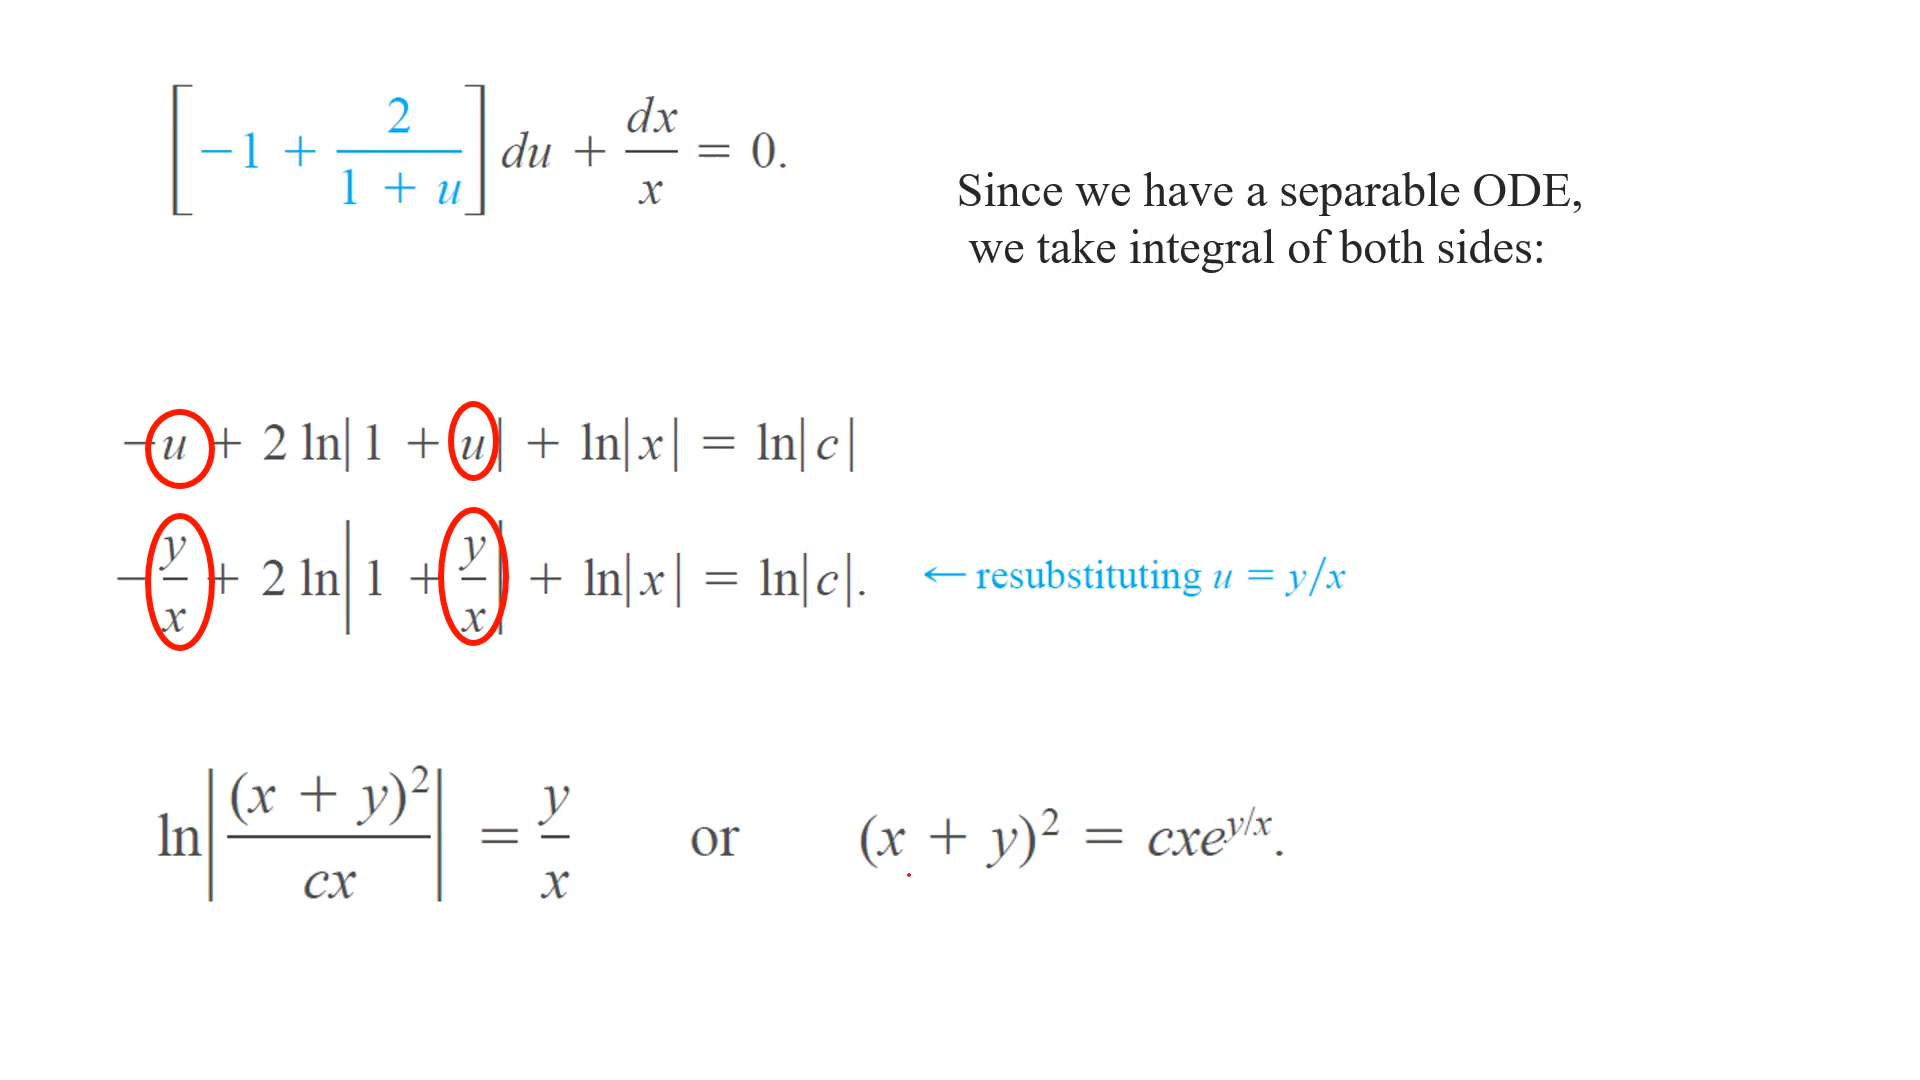 [−1 + 2/(1 + u)] du + dx/x = 0.
Since we have a separable ODE,
we take integral of both sides:
−u + 2 ln|1 + u| + ln|x| = ln|c|
−y/x + 2 ln|1 + y/x| + ln|x| = ln|c|. ← resubstituting u = y/x
ln|(x + y)²/cx| = y/x or (x + y)² = cxe^{y/x}.